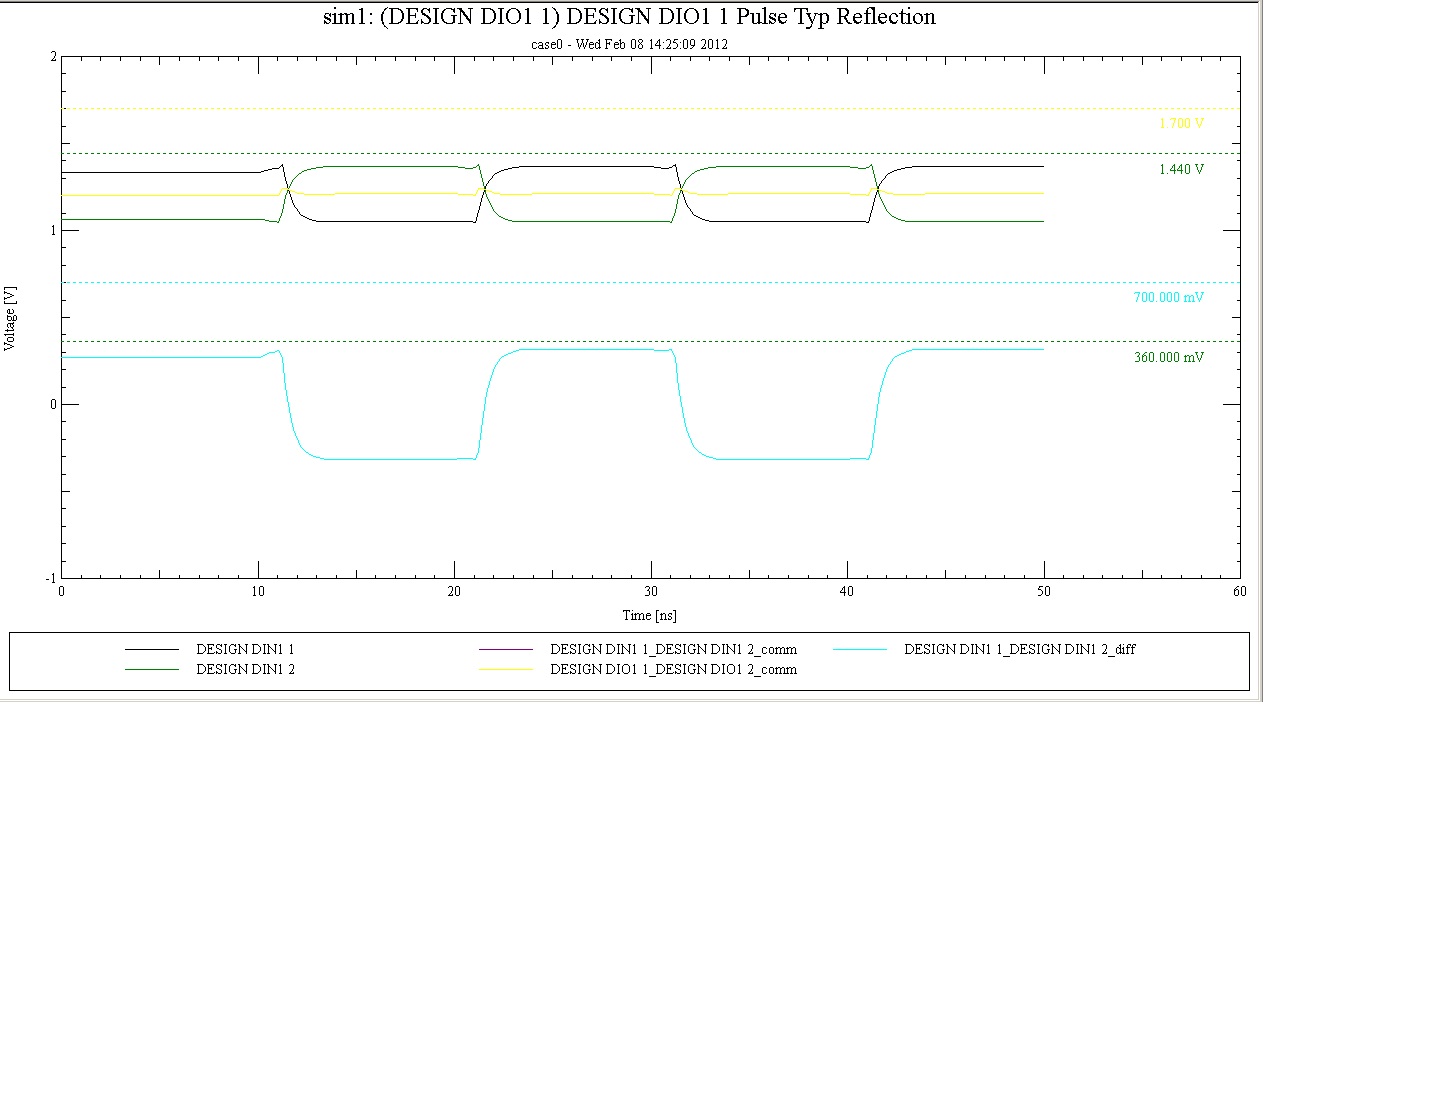 sim1: (DESIGN DIO1 1) DESIGN DIO1 1 Pulse Typ Reflection
case0 - Wed Feb 08 14:25:09 2012
2
1.700 V
1.440 V
1
Voltage [V]
700.000 mV
360.000 mV
0
-1
0 10 20 30 40 50 60
Time [ns]
DESIGN DIN1 1 DESIGN DIN1 1_DESIGN DIN1 2_comm DESIGN DIN1 1_DESIGN DIN1 2_diff
DESIGN DIN1 2 DESIGN DIO1 1_DESIGN DIO1 2_comm